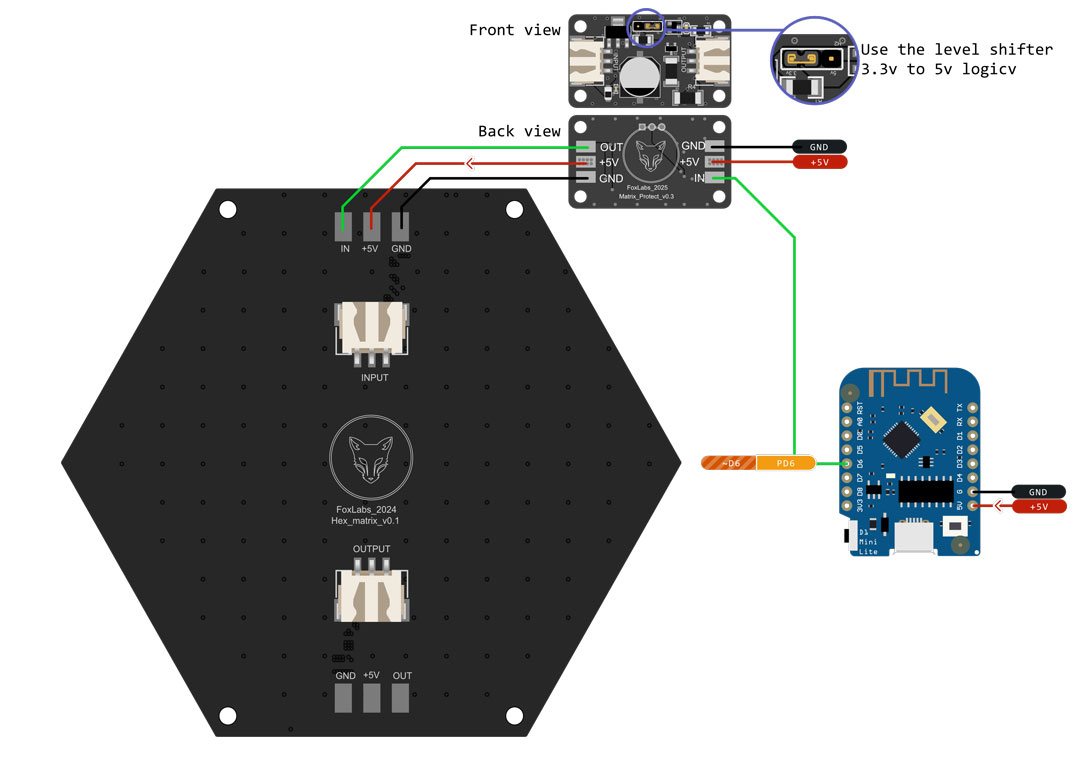 Front view
INPUT
OUTPUT
R4
Use the level shifter
3.3v to 5v logicv
Back view
OUT
+5V
GND
GND
+5V
IN
FoxLabs_2025
Matrix_Protect_v0.3
GND
+5V
IN
+5V
GND
INPUT
FoxLabs_2024
Hex_matrix_v0.1
OUTPUT
GND
+5V
OUT
~D6
PD6
RST
A0
D0
D5
D6
D7
D8
3V3
TX
RX
D1
D2
D3
D4
G
5V
D1
Mini
Lite
GND
+5V